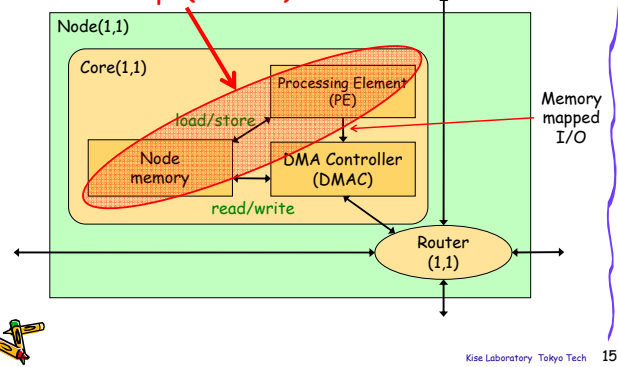 Node(1,1)
Core(1,1)
Processing Element
(PE)
load/store
Memory
mapped
I/O
Node
memory
DMA Controller
(DMAC)
read/write
Router
(1,1)
Kise Laboratory Tokyo Tech 15